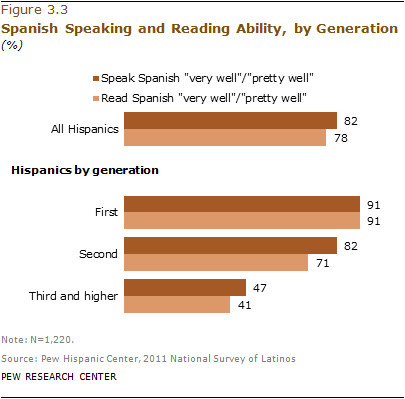 Figure 3.3
Spanish Speaking and Reading Ability, by Generation
(%)
Speak Spanish "very well"/"pretty well"
Read Spanish "very well"/"pretty well"
All Hispanics
82
78
Hispanics by generation
First
91
91
Second
82
71
Third and higher
47
41
Note: N=1,220.
Source: Pew Hispanic Center, 2011 National Survey of Latinos
PEW RESEARCH CENTER